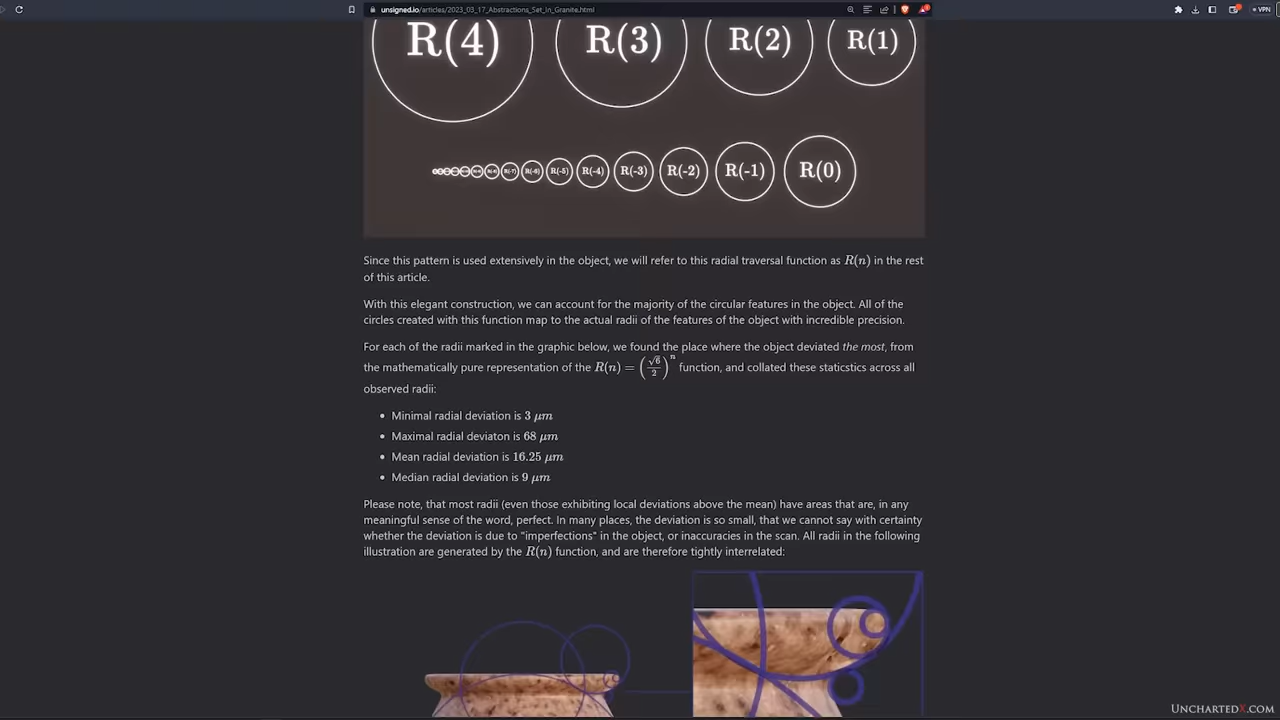 unsigned.io/articles/2023_03_17_Abstractions_Set_In_Granite.html
VPN
R(4) R(3) R(2) R(1)
R(-7) R(-6) R(-5) R(-4) R(-3) R(-2) R(-1) R(0)
Since this pattern is used extensively in the object, we will refer to this radial traversal function as R(n) in the rest
of this article.
With this elegant construction, we can account for the majority of the circular features in the object. All of the
circles created with this function map to the actual radii of the features of the object with incredible precision.
For each of the radii marked in the graphic below, we found the place where the object deviated the most, from
the mathematically pure representation of the R(n) = (√6/2)^n function, and collated these staticstics across all
observed radii:
• Minimal radial deviation is 3 μm
• Maximal radial deviaton is 68 μm
• Mean radial deviation is 16.25 μm
• Median radial deviation is 9 μm
Please note, that most radii (even those exhibiting local deviations above the mean) have areas that are, in any
meaningful sense of the word, perfect. In many places, the deviation is so small, that we cannot say with certainty
whether the deviation is due to "imperfections" in the object, or inaccuracies in the scan. All radii in the following
illustration are generated by the R(n) function, and are therefore tightly interrelated:
UNCHARTEDX.COM